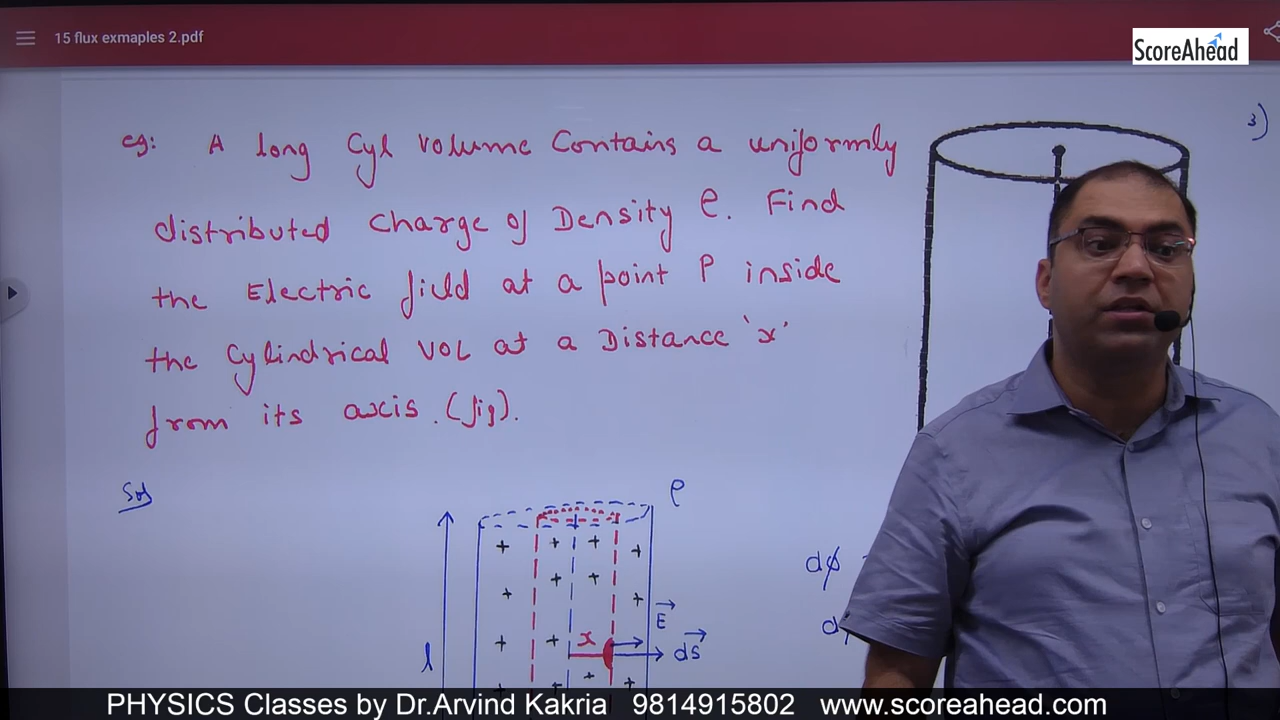 15 flux exmaples 2.pdf
ScoreAhead
eg: A long Cyl volume Contains a uniformly
distributed Charge of Density ρ. Find
the Electric field at a point P inside
the Cylindrical VOL at a Distance 'x'
from its axis. (fig).
3)
Sol
ρ
+ + + +
+ + + +
E
+ + x
dS
l
+
dφ
PHYSICS Classes by Dr.Arvind Kakria 9814915802 www.scoreahead.com